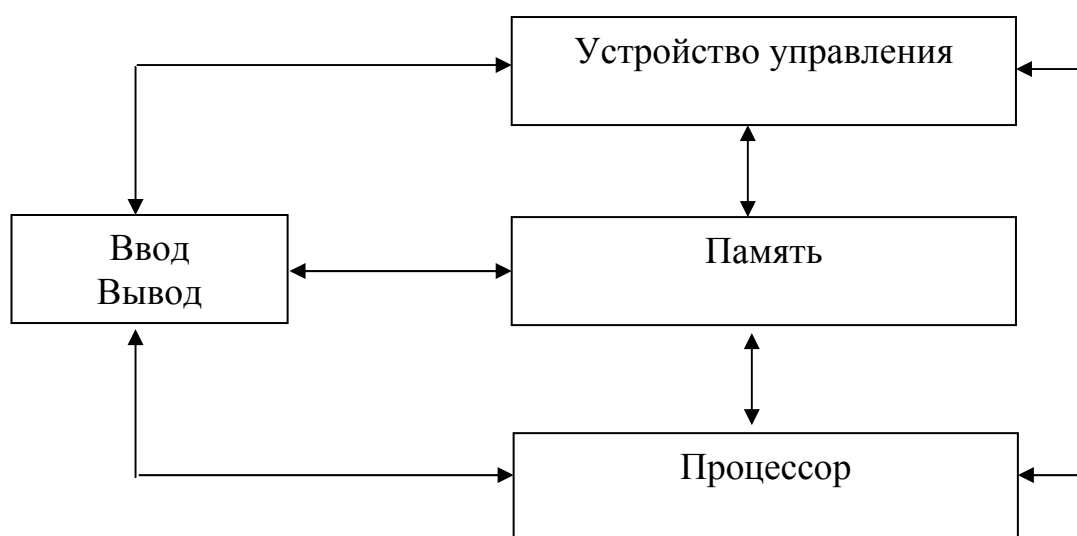 Устройство управления
Ввод
Вывод
Память
Процессор